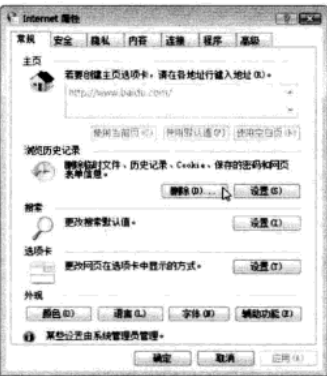 Internet 属性
常规 安全 隐私 内容 连接 程序 高级
主页
若要创建主页选项卡，请在各地址行键入地址(R)。
http://www.baidu.com/
使用当前页(C) 使用默认值(F) 使用空白页(B)
浏览历史记录
删除临时文件、历史记录、Cookie、保存的密码和网页
表单信息。
删除(D)... 设置(S)
搜索
更改搜索默认值。 设置(I)
选项卡
更改网页在选项卡中显示的方式。 设置(T)
外观
颜色(O) 语言(L) 字体(N) 辅助功能(E)
某些设置由系统管理员管理。
确定 取消 应用(A)